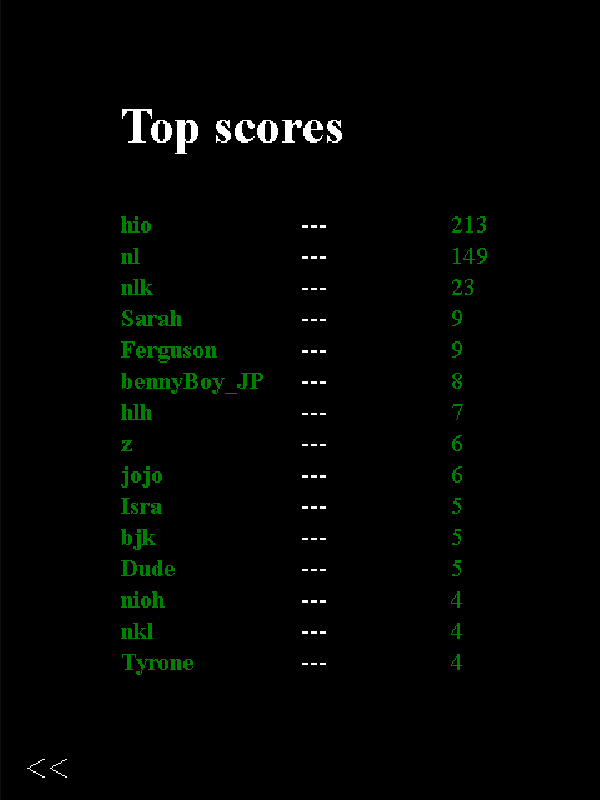 Top scores
hio --- 213
nl --- 149
nlk --- 23
Sarah --- 9
Ferguson --- 9
bennyBoy_JP --- 8
hlh --- 7
z --- 6
jojo --- 6
Isra --- 5
bjk --- 5
Dude --- 5
nioh --- 4
nkl --- 4
Tyrone --- 4
<<